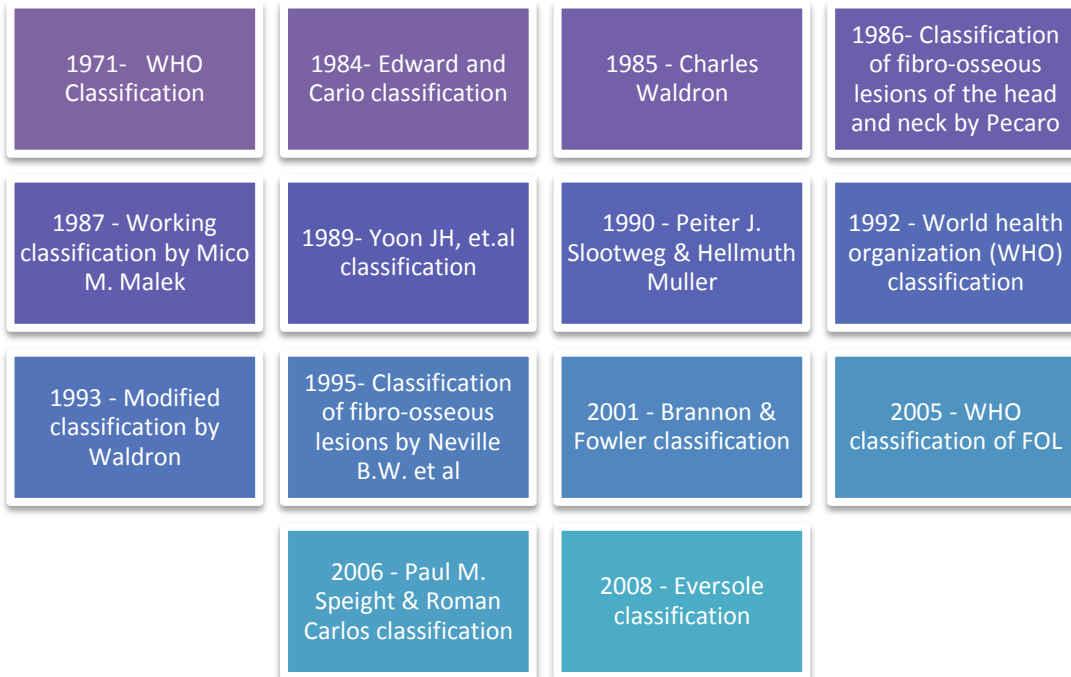 1971- WHO
Classification
1984- Edward and
Cario classification
1985 - Charles
Waldron
1986- Classification
of fibro-osseous
lesions of the head
and neck by Pecaro
1987 - Working
classification by Mico
M. Malek
1989- Yoon JH, et.al
classification
1990 - Peiter J.
Slootweg & Hellmuth
Muller
1992 - World health
organization (WHO)
classification
1993 - Modified
classification by
Waldron
1995- Classification
of fibro-osseous
lesions by Neville
B.W. et al
2001 - Brannon &
Fowler classification
2005 - WHO
classification of FOL
2006 - Paul M.
Speight & Roman
Carlos classification
2008 - Eversole
classification